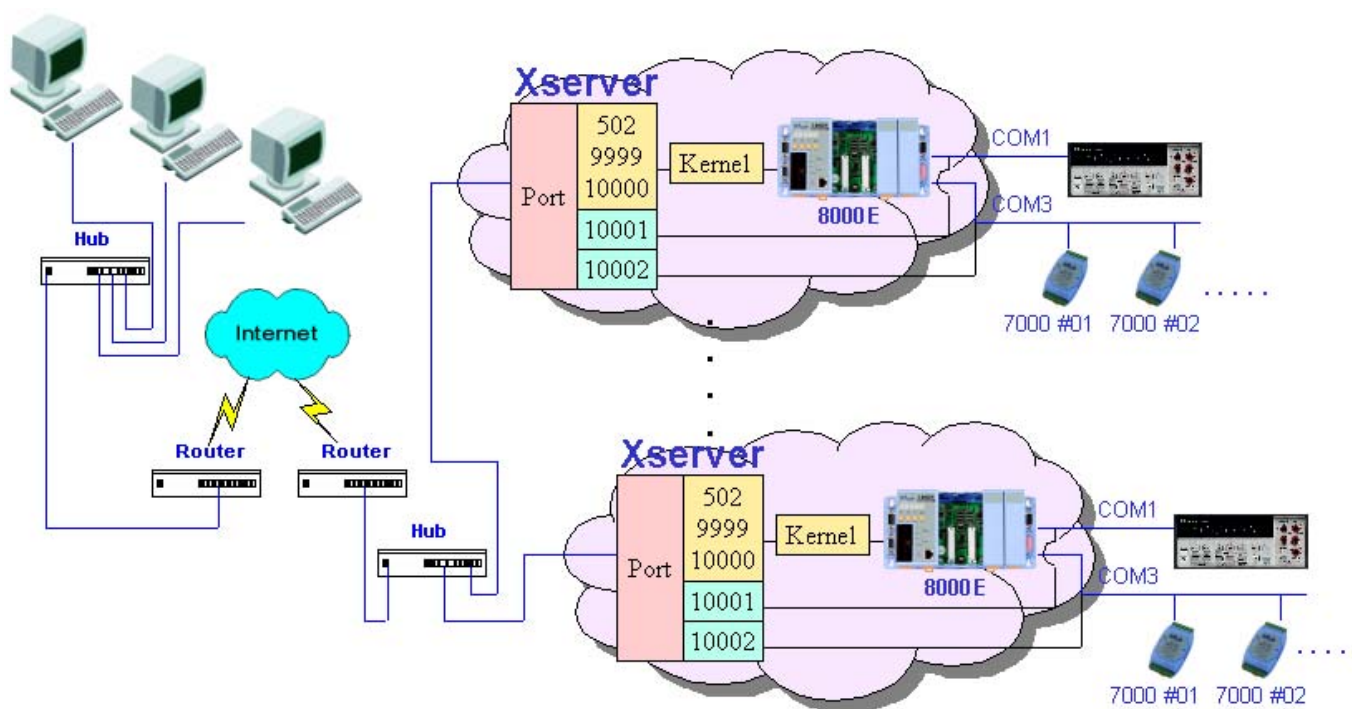 Xserver
Port
502
9999
10000
10001
10002
Kernel
8000E
COM1
COM3
7000 #01
7000 #02
.....
Hub
Internet
Router
Router
Hub
Xserver
Port
502
9999
10000
10001
10002
Kernel
8000E
COM1
COM3
7000 #01
7000 #02
....